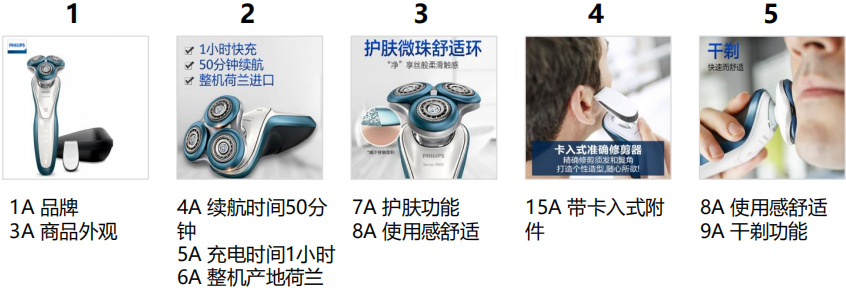 1
2
3
4
5
PHILIPS
1小时快充
50分钟续航
整机荷兰进口
护肤微珠舒适环
“净”享丝般柔滑触感
PHILIPS
卡入式准确修剪器
精确修剪须发和鬓角
打造个性造型,随心所欲!
干剃
快速而舒适
1A 品牌
3A 商品外观
4A 续航时间50分
钟
5A 充电时间1小时
6A 整机产地荷兰
7A 护肤功能
8A 使用感舒适
15A 带卡入式附
件
8A 使用感舒适
9A 干剃功能